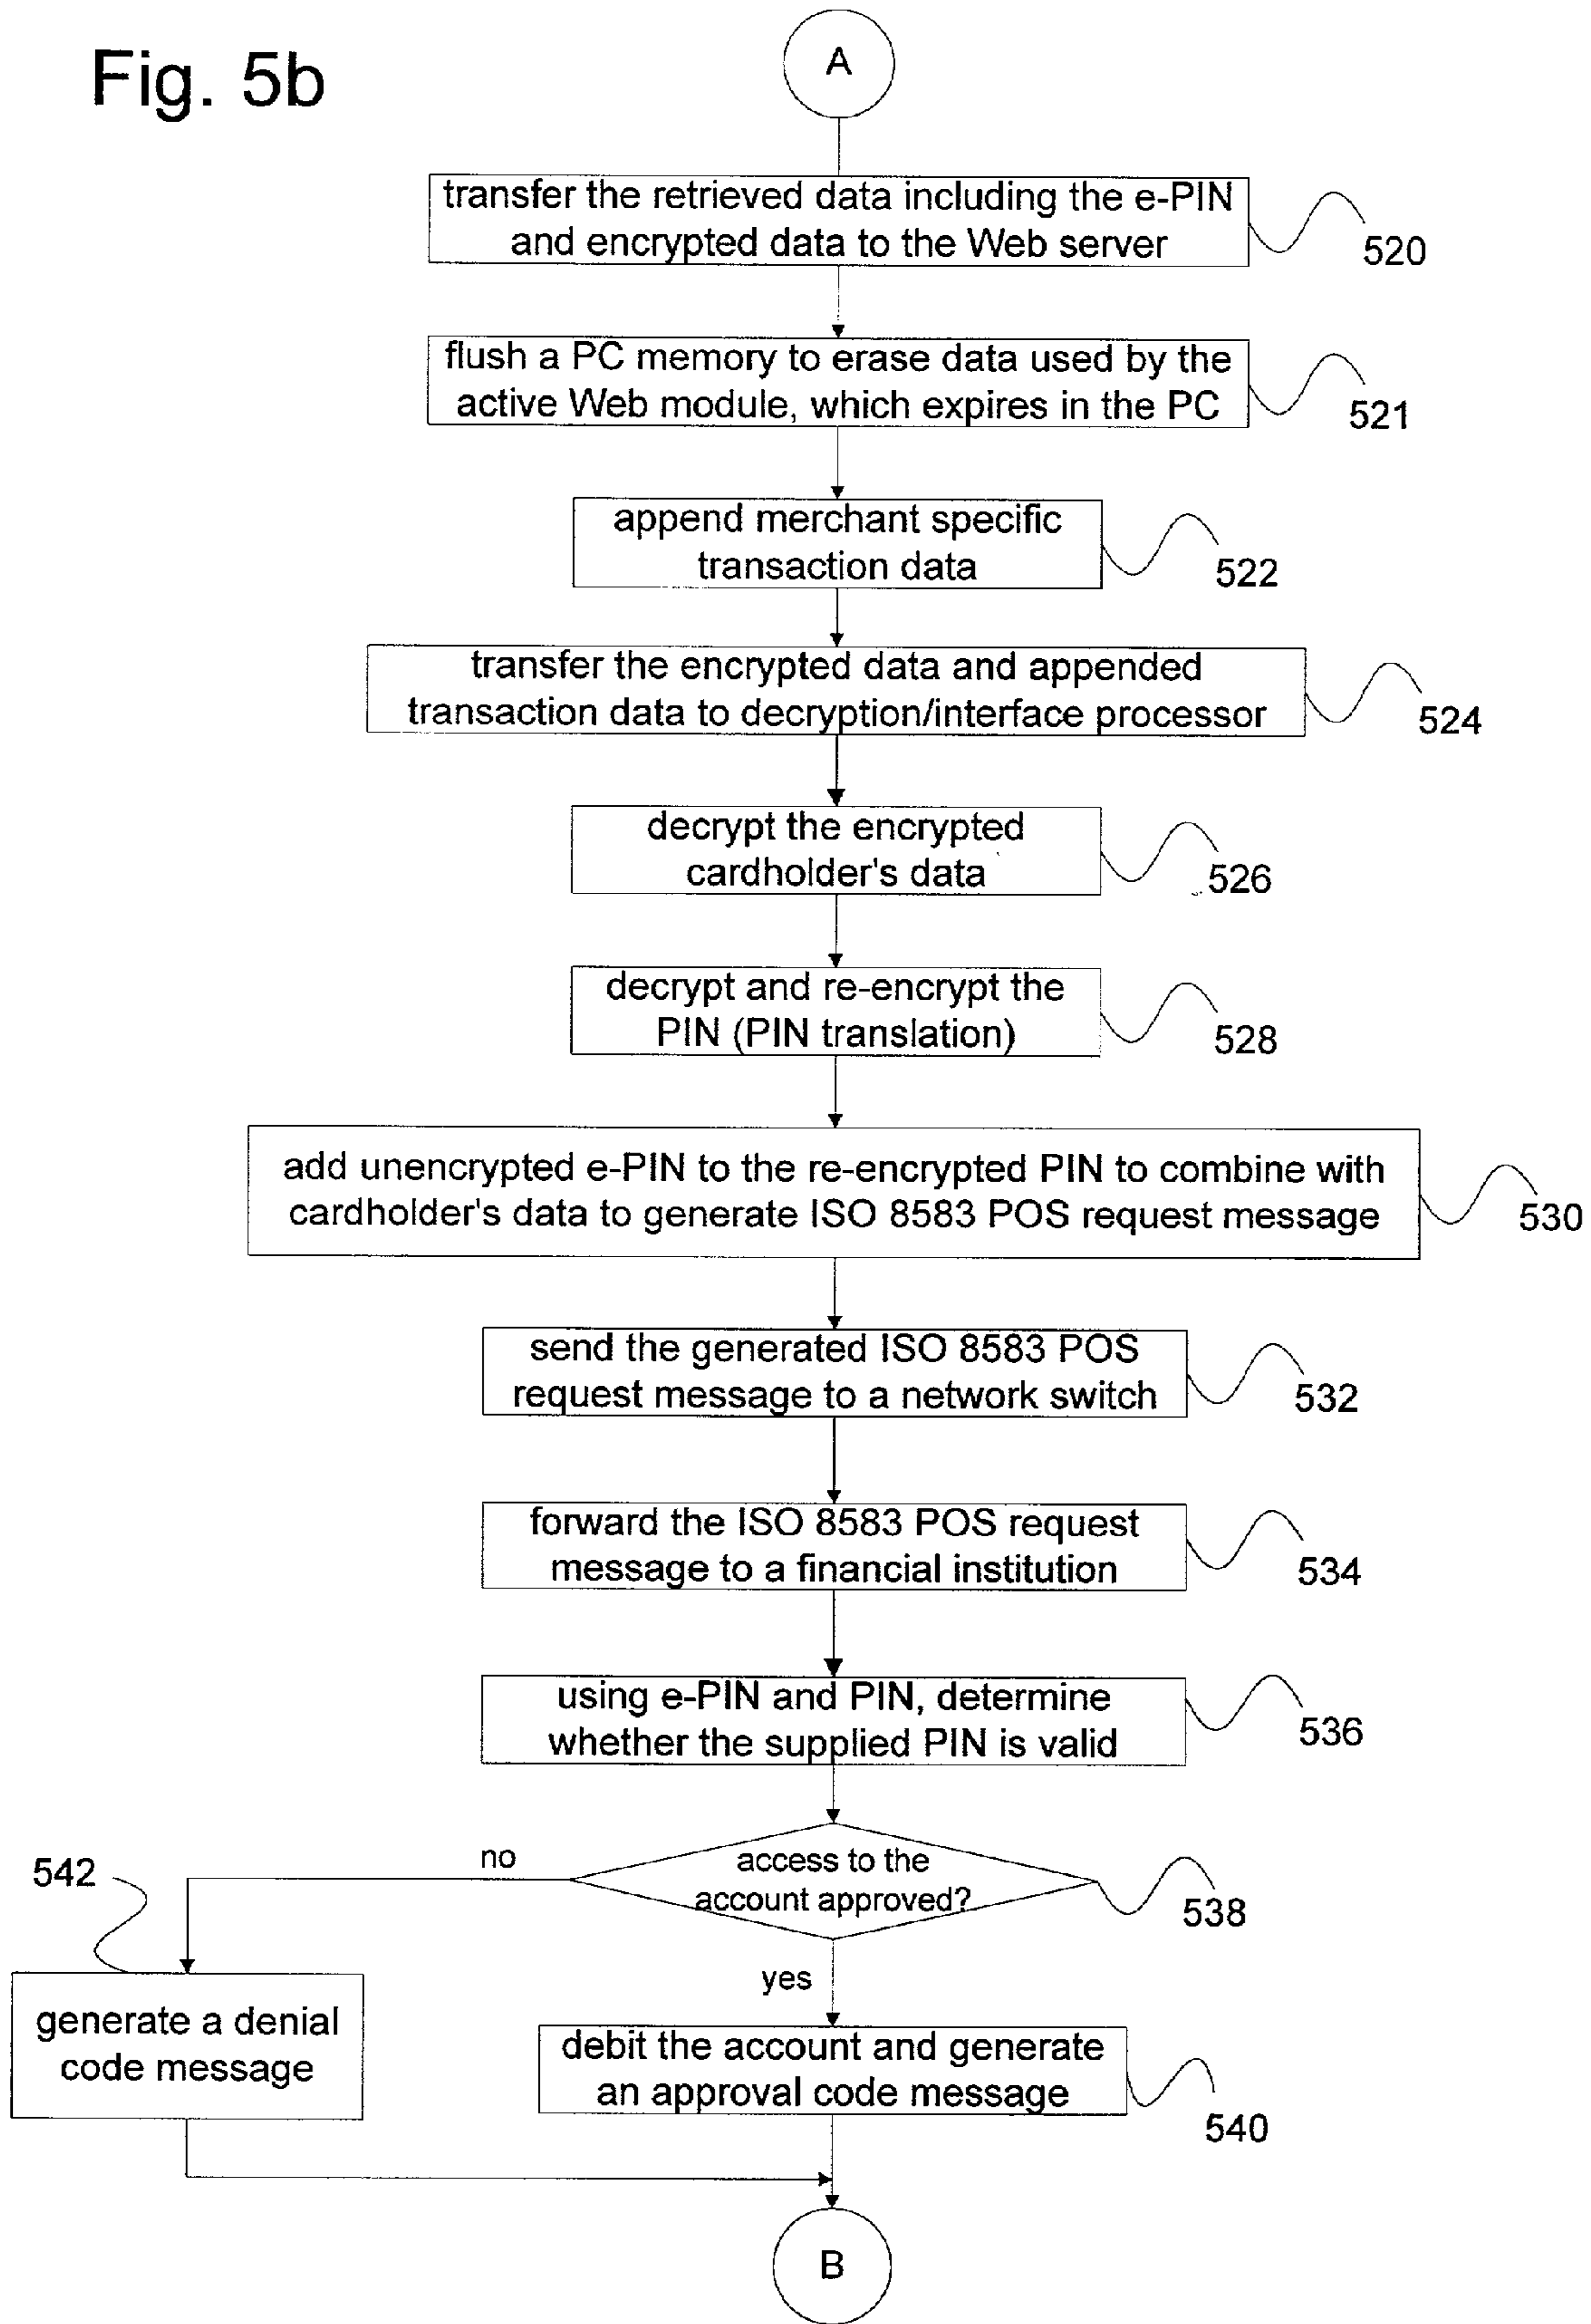 Fig. 5b
A
transfer the retrieved data including the e-PIN
and encrypted data to the Web server
520
flush a PC memory to erase data used by the
active Web module, which expires in the PC
521
append merchant specific
transaction data
522
transfer the encrypted data and appended
transaction data to decryption/interface processor
524
decrypt the encrypted
cardholder's data
526
decrypt and re-encrypt the
PIN (PIN translation)
528
add unencrypted e-PIN to the re-encrypted PIN to combine with
cardholder's data to generate ISO 8583 POS request message
530
send the generated ISO 8583 POS
request message to a network switch
532
forward the ISO 8583 POS request
message to a financial institution
534
using e-PIN and PIN, determine
whether the supplied PIN is valid
536
access to the
account approved?
538
no
542
yes
generate a denial
code message
debit the account and generate
an approval code message
540
B